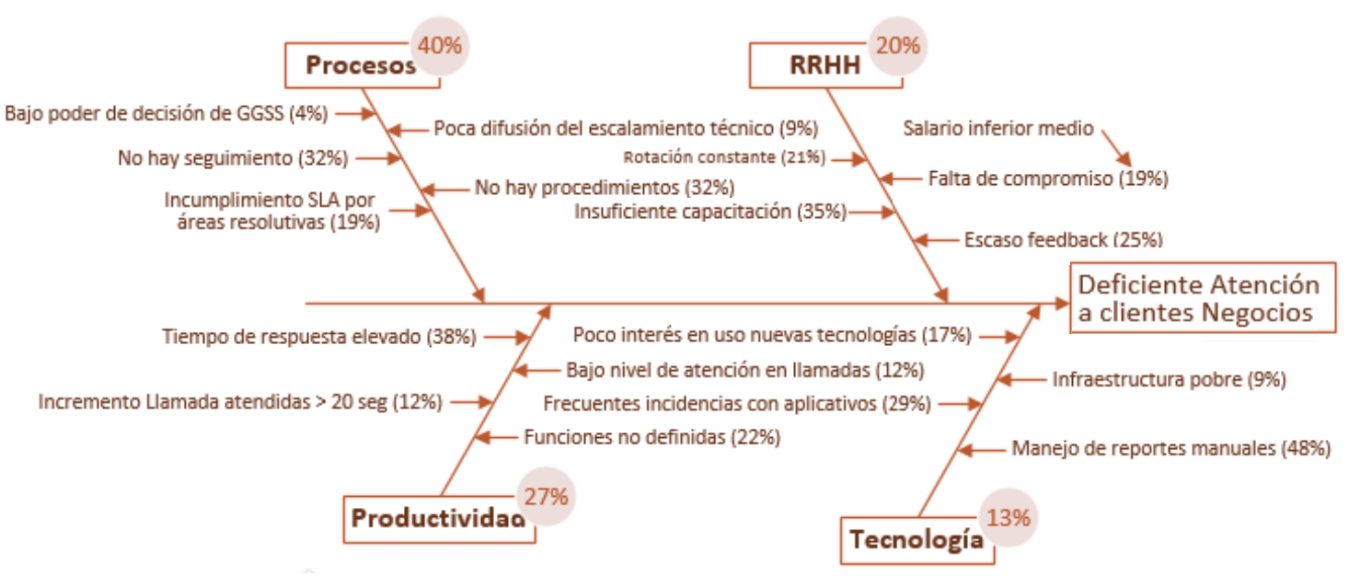 40%
Procesos
20%
RRHH
Bajo poder de decisión de GGSS (4%)
Poca difusión del escalamiento técnico (9%)
No hay seguimiento (32%)
No hay procedimientos (32%)
Incumplimiento SLA por
áreas resolutivas (19%)
Salario inferior medio
Rotación constante (21%)
Falta de compromiso (19%)
Insuficiente capacitación (35%)
Escaso feedback (25%)
Deficiente Atención
a clientes Negocios
Tiempo de respuesta elevado (38%)
Bajo nivel de atención en llamadas (12%)
Incremento Llamada atendidas > 20 seg (12%)
Funciones no definidas (22%)
Poco interés en uso nuevas tecnologías (17%)
Infraestructura pobre (9%)
Frecuentes incidencias con aplicativos (29%)
Manejo de reportes manuales (48%)
27%
Productividad
13%
Tecnología